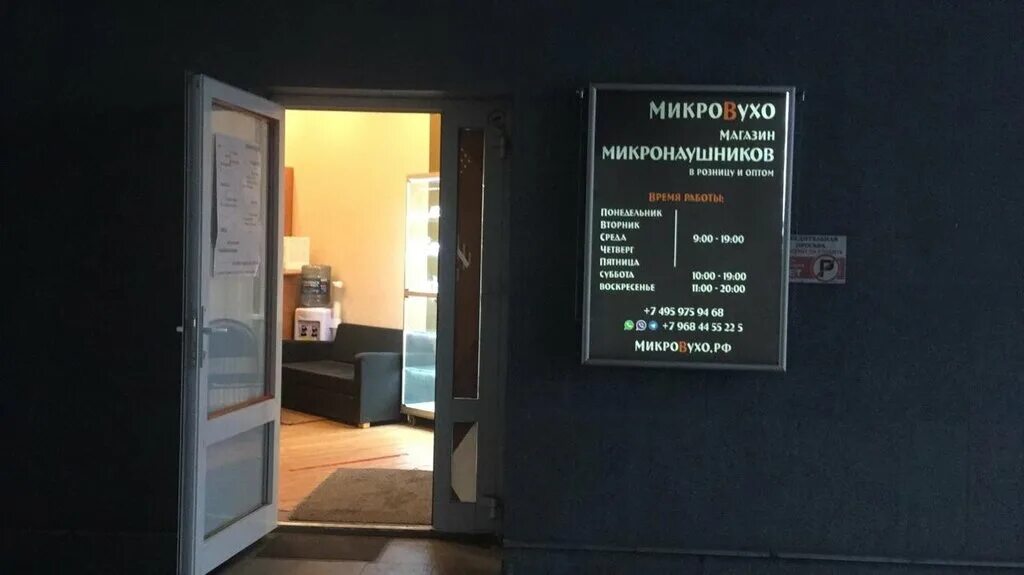 МикроВухо
магазин
микронаушников
в розницу и оптом
Время работы:
Понедельник
Вторник
Среда 9:00 - 19:00
Четверг
Пятница
Суббота 10:00 - 19:00
Воскресенье 11:00 - 20:00
+7 495 975 94 68
+7 968 44 55 22 5
МикроВухо.рф
P